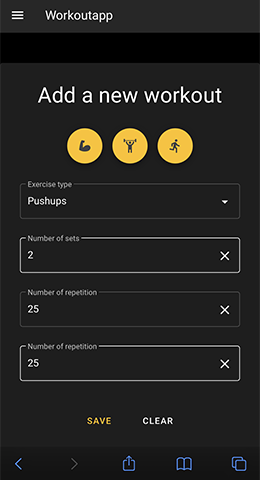 Workoutapp
Add a new workout
Exercise type
Pushups
Number of sets
2
Number of repetition
25
Number of repetition
25
SAVE CLEAR